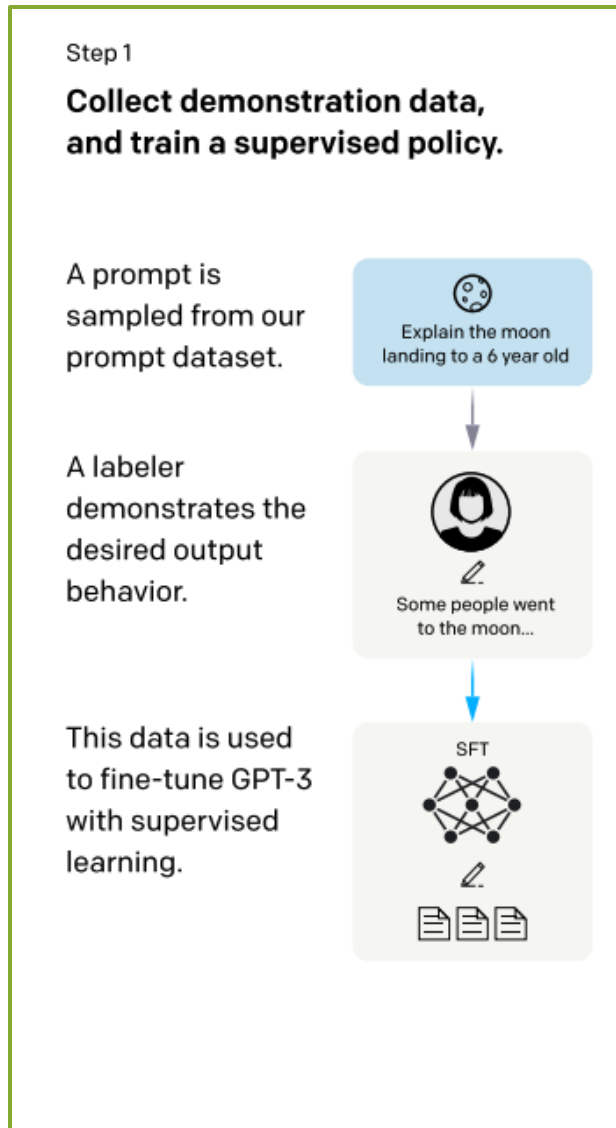 Step 1
Collect demonstration data,
and train a supervised policy.
A prompt is
sampled from our
prompt dataset.
Explain the moon
landing to a 6 year old
A labeler
demonstrates the
desired output
behavior.
Some people went
to the moon...
This data is used
to fine-tune GPT-3
with supervised
learning.
SFT